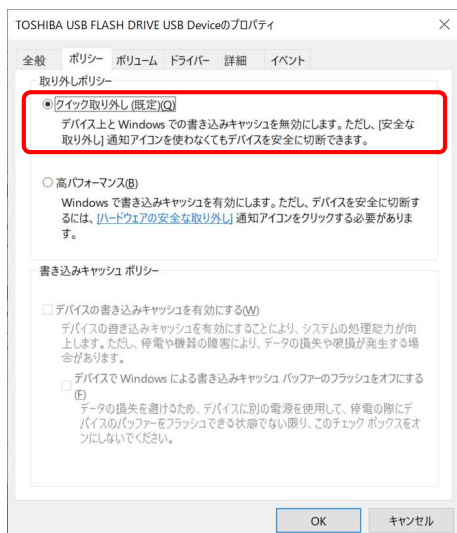 TOSHIBA USB FLASH DRIVE USB Deviceのプロパティ
全般 ポリシー ボリューム ドライバー 詳細 イベント
取り外しポリシー
クイック取り外し (既定)(Q)
デバイス上と Windows での書き込みキャッシュを無効にします。ただし、[安全な
取り外し] 通知アイコンを使わなくてもデバイスを安全に切断できます。
高パフォーマンス(B)
Windows で書き込みキャッシュを有効にします。ただし、デバイスを安全に切断す
るには、[ハードウェアの安全な取り外し] 通知アイコンをクリックする必要がありま
す。
書き込みキャッシュ ポリシー
デバイスの書き込みキャッシュを有効にする(W)
デバイスの書き込みキャッシュを有効にすることにより、システムの処理能力が向
上します。ただし、停電や機器の障害により、データの損失や破損が発生する場
合があります。
デバイスで Windows による書き込みキャッシュ バッファーのフラッシュをオフにする
(F)
データの損失を避けるため、デバイスに別の電源を使用して、停電の際にデ
バイスのバッファーをフラッシュできる状態でない限り、このチェック ボックスをオ
ンにしないでください。
OK キャンセル